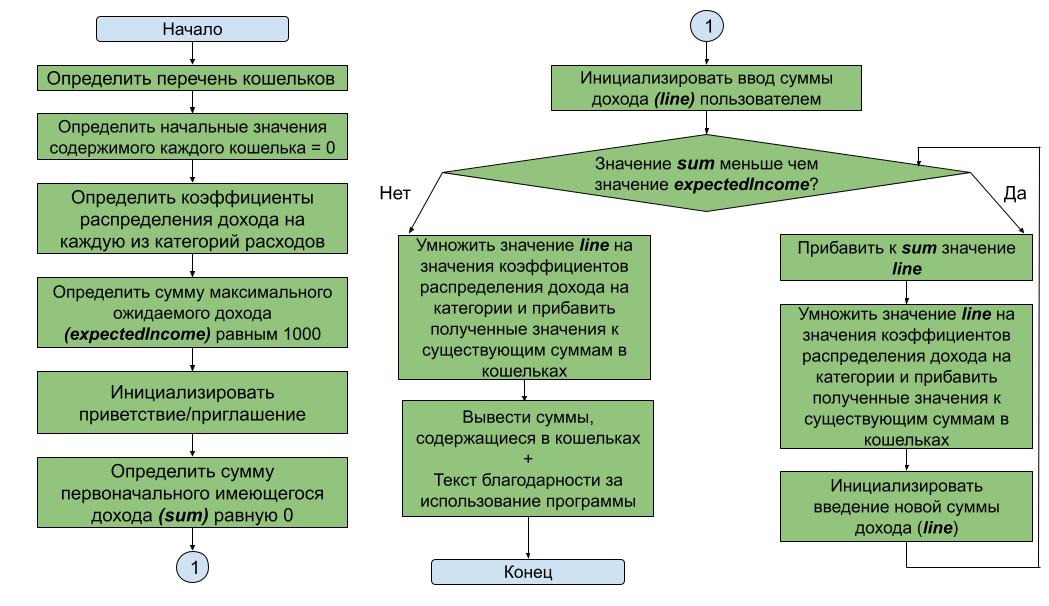 Начало
Определить перечень кошельков
Определить начальные значения
содержимого каждого кошелька = 0
Определить коэффициенты
распределения дохода на
каждую из категорий расходов
Определить сумму максимального
ожидаемого дохода
(expectedIncome) равным 1000
Инициализировать
приветствие/приглашение
Определить сумму
первоначального имеющегося
дохода (sum) равную 0
1
1
Инициализировать ввод суммы
дохода (line) пользователем
Значение sum меньше чем
значение expectedIncome?
Нет
Умножить значение line на
значения коэффициентов
распределения дохода на
категории и прибавить
полученные значения к
существующим суммам в
кошельках
Вывести суммы,
содержащиеся в кошельках
+
Текст благодарности за
использование программы
Конец
Да
Прибавить к sum значение
line
Умножить значение line на
значения коэффициентов
распределения дохода на
категории и прибавить
полученные значения к
существующим суммам в
кошельках
Инициализировать
введение новой суммы
дохода (line)